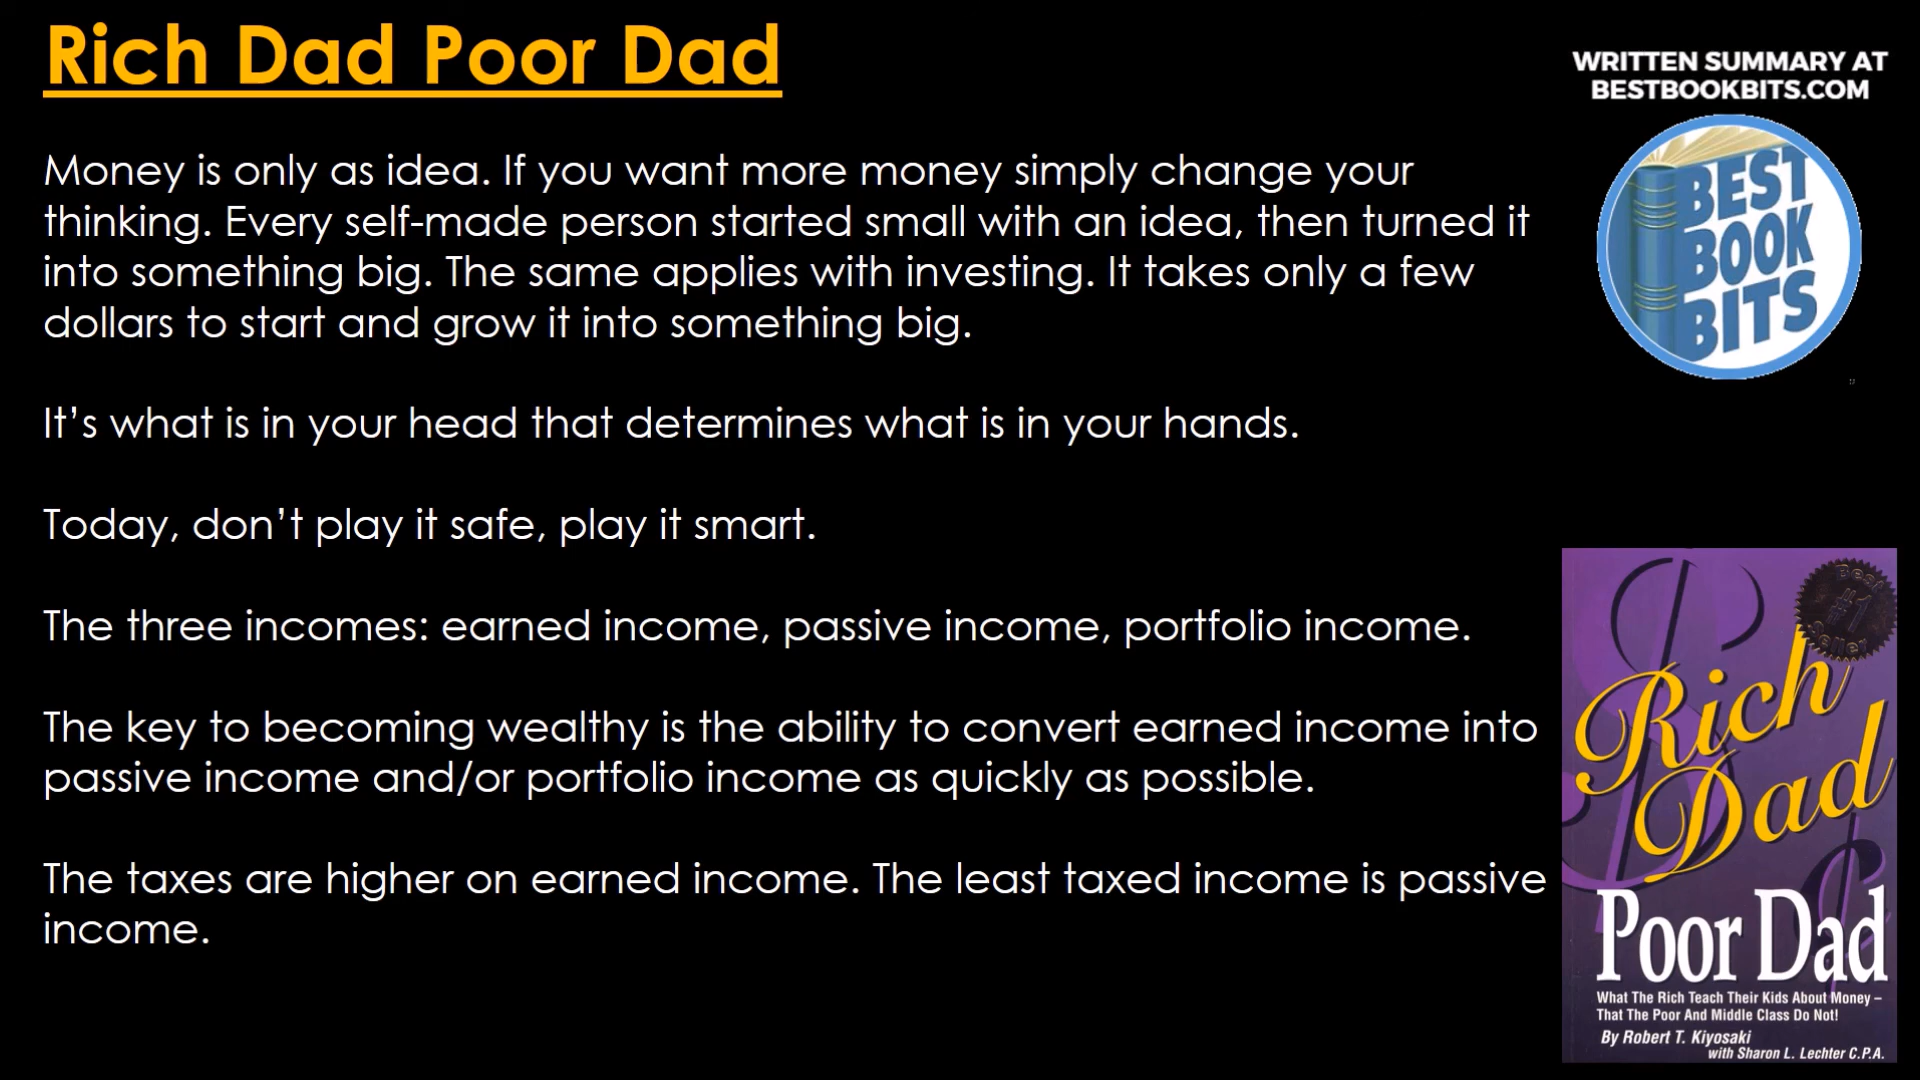 Rich Dad Poor Dad
WRITTEN SUMMARY AT
BESTBOOKBITS.COM
BEST
BOOK
BITS
Money is only as idea. If you want more money simply change your
thinking. Every self-made person started small with an idea, then turned it
into something big. The same applies with investing. It takes only a few
dollars to start and grow it into something big.
It’s what is in your head that determines what is in your hands.
Today, don’t play it safe, play it smart.
The three incomes: earned income, passive income, portfolio income.
The key to becoming wealthy is the ability to convert earned income into
passive income and/or portfolio income as quickly as possible.
The taxes are higher on earned income. The least taxed income is passive
income.
Best
#1
Seller
Rich
Dad
Poor Dad
What The Rich Teach Their Kids About Money –
That The Poor And Middle Class Do Not!
By Robert T. Kiyosaki
with Sharon L. Lechter C.P.A.